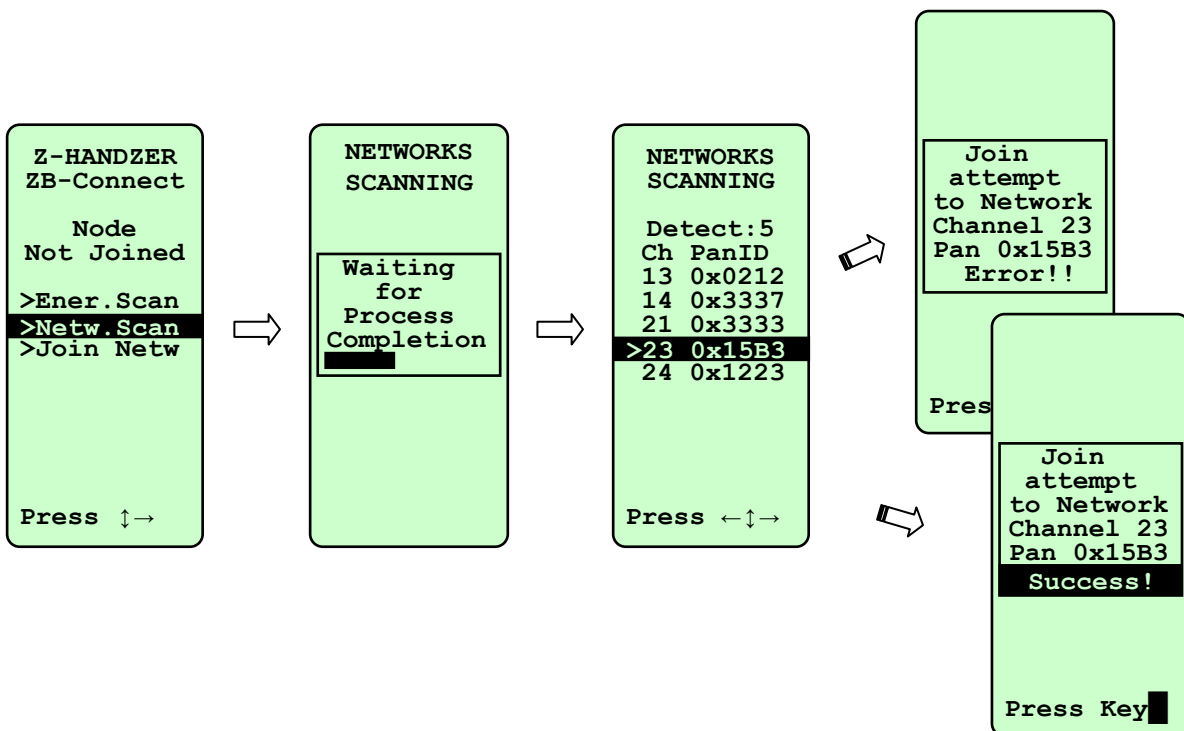 Z-HANDZER
ZB-Connect
Node
Not Joined
>Ener.Scan
>Netw.Scan
>Join Netw
Press ↕→
NETWORKS
SCANNING
Waiting
for
Process
Completion
NETWORKS
SCANNING
Detect:5
Ch PanID
13 0x0212
14 0x3337
21 0x3333
>23 0x15B3
24 0x1223
Press ←↕→
Join
attempt
to Network
Channel 23
Pan 0x15B3
Error!!
Pres
Join
attempt
to Network
Channel 23
Pan 0x15B3
Success!
Press Key